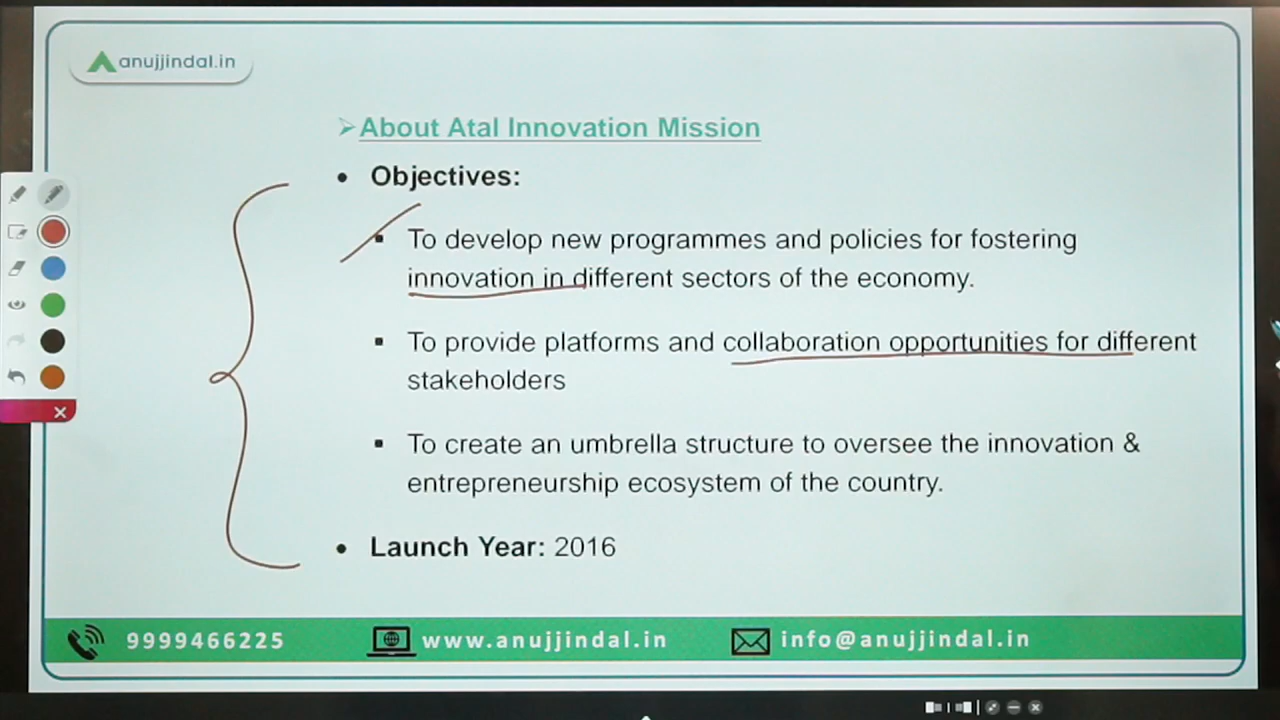 anujjindal.in
About Atal Innovation Mission
Objectives:
To develop new programmes and policies for fostering
innovation in different sectors of the economy.
To provide platforms and collaboration opportunities for different
stakeholders
To create an umbrella structure to oversee the innovation &
entrepreneurship ecosystem of the country.
Launch Year: 2016
9999466225 www.anujjindal.in info@anujjindal.in